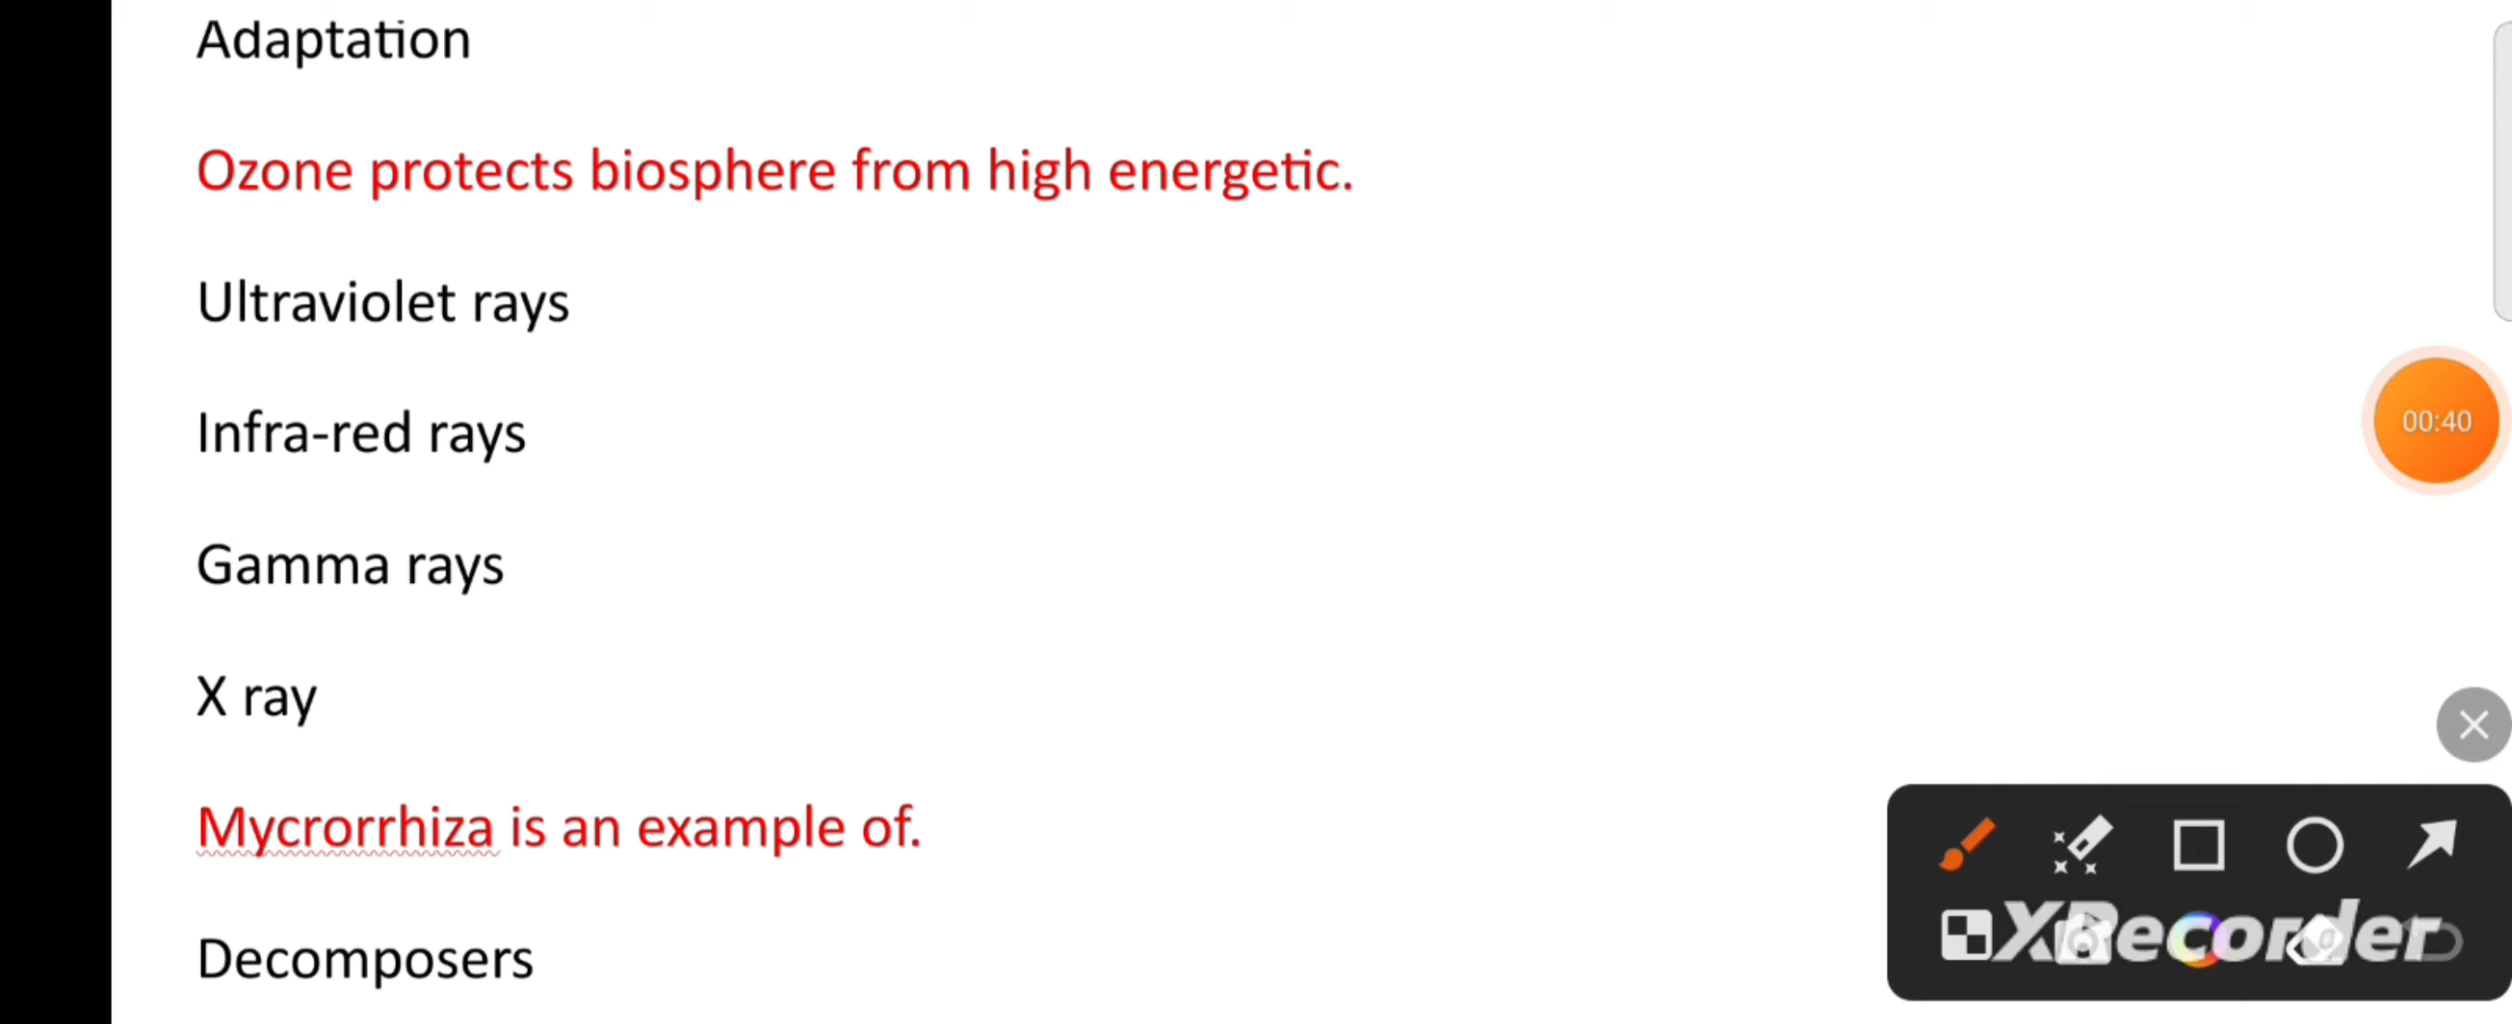 Adaptation
Ozone protects biosphere from high energetic.
Ultraviolet rays
Infra-red rays
00:40
Gamma rays
X ray
Mycrorrhiza is an example of.
XRecorder
Decomposers